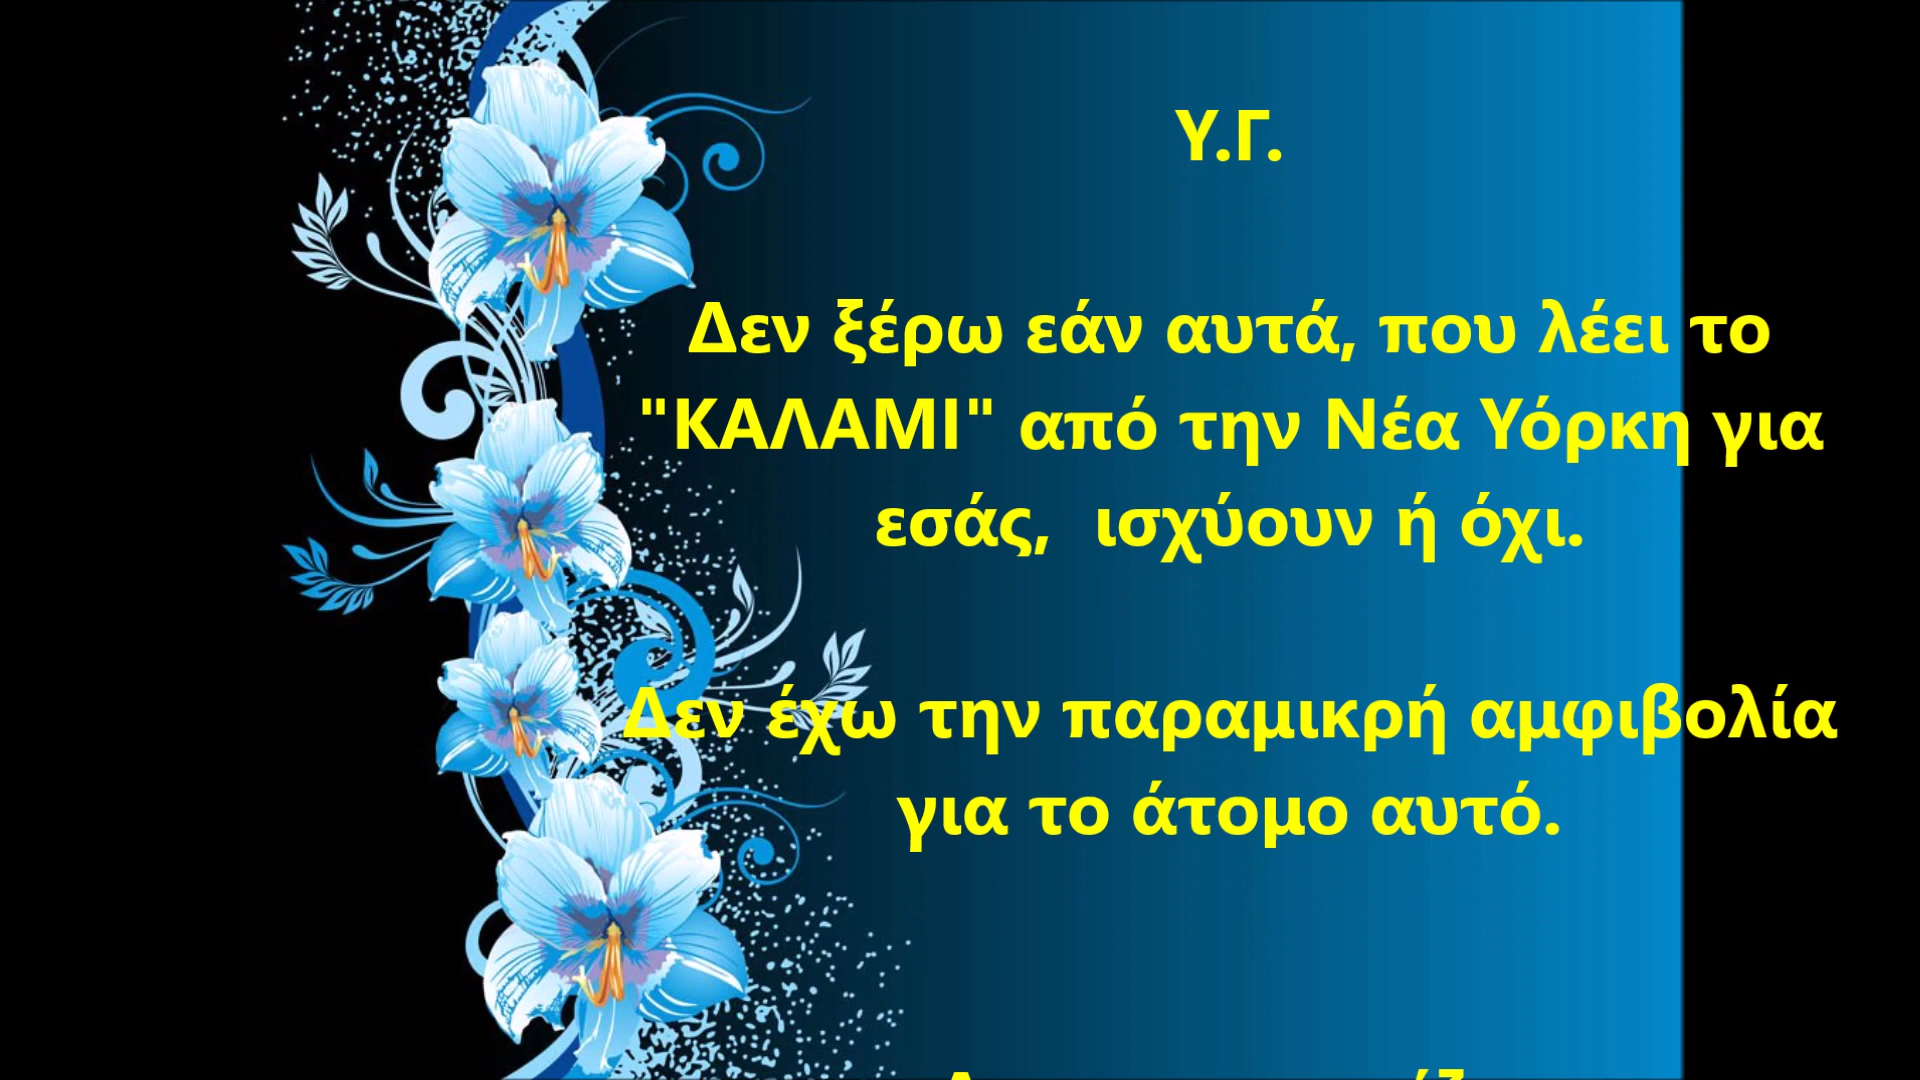 Υ.Γ.
Δεν ξέρω εάν αυτά, που λέει το
"ΚΑΛΑΜΙ" από την Νέα Υόρκη για
εσάς,  ισχύουν ή όχι.
Δεν έχω την παραμικρή αμφιβολία
για το άτομο αυτό.